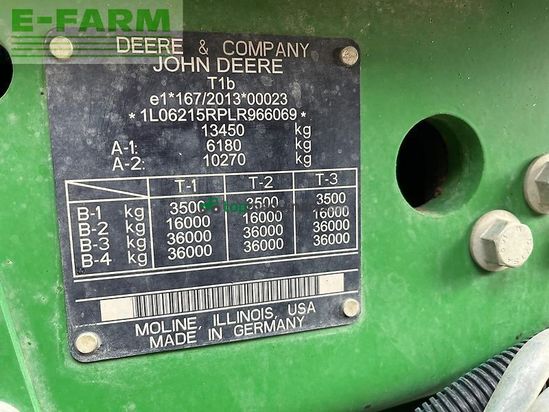 E-FARM
DEERE & COMPANY
JOHN DEERE
T1b
e1*167/2013*00023
*1L06215RPLR966069*
13450 kg
A-1: 6180 kg
A-2: 10270 kg
T-1 T-2 T-3
B-1 kg 3500 3500 3500
B-2 kg 16000 16000 16000
B-3 kg 36000 36000 36000
B-4 kg 36000 36000 36000
MOLINE, ILLINOIS, USA
MADE IN GERMANY